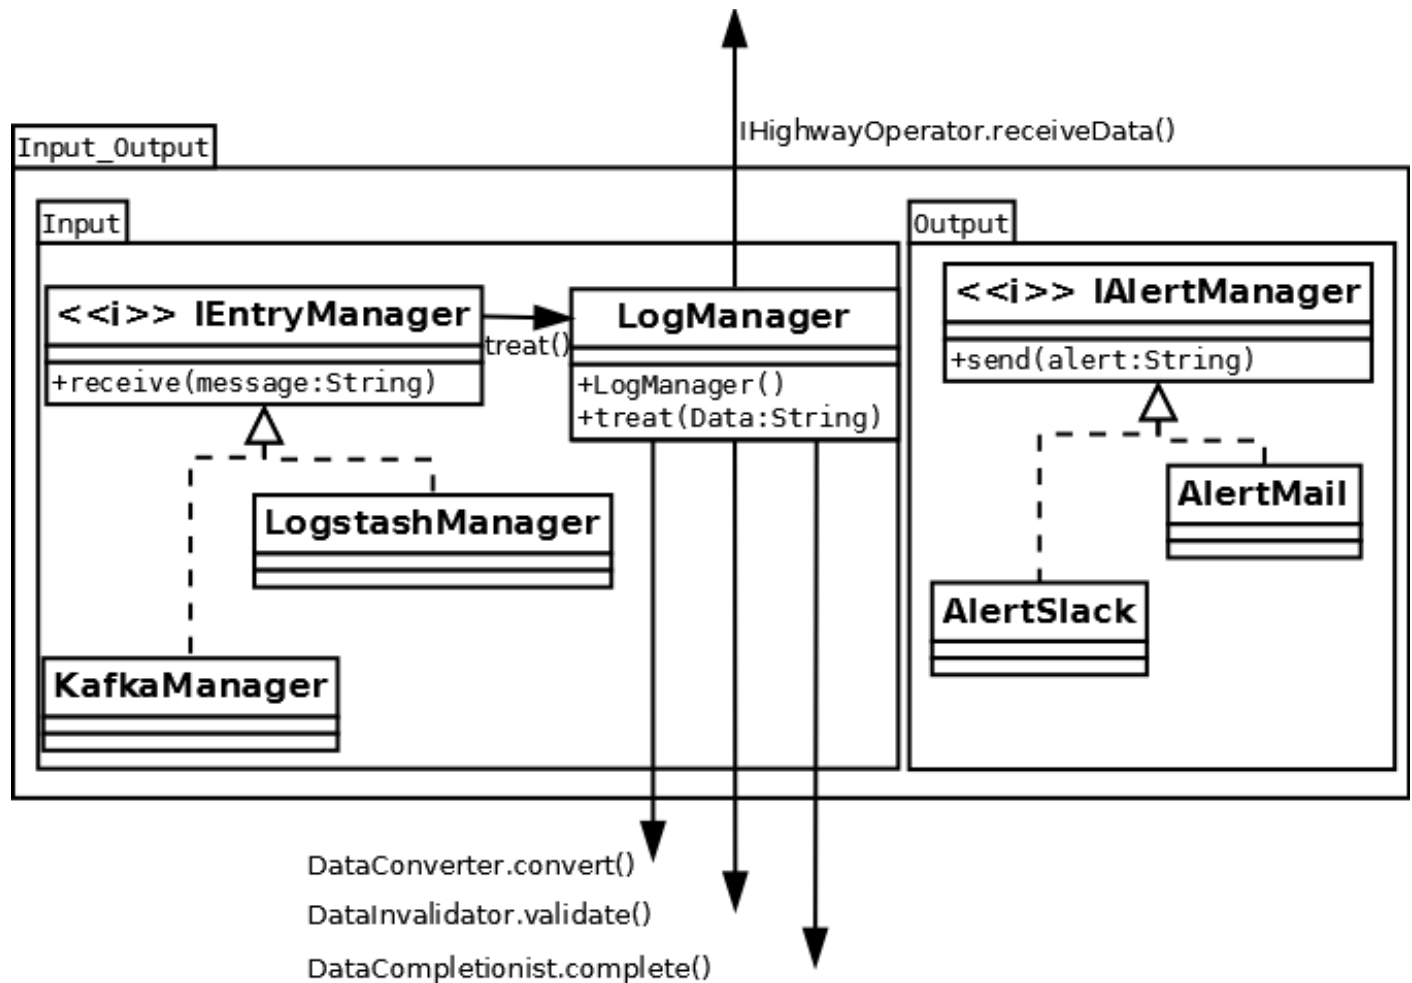 IHighwayOperator.receiveData()
Input_Output
Input
Output
<<i>> IEntryManager
+receive(message:String)
treat()
LogManager
+LogManager()
+treat(Data:String)
<<i>> IAlertManager
+send(alert:String)
LogstashManager
KafkaManager
AlertMail
AlertSlack
DataConverter.convert()
DataInvalidator.validate()
DataCompletionist.complete()